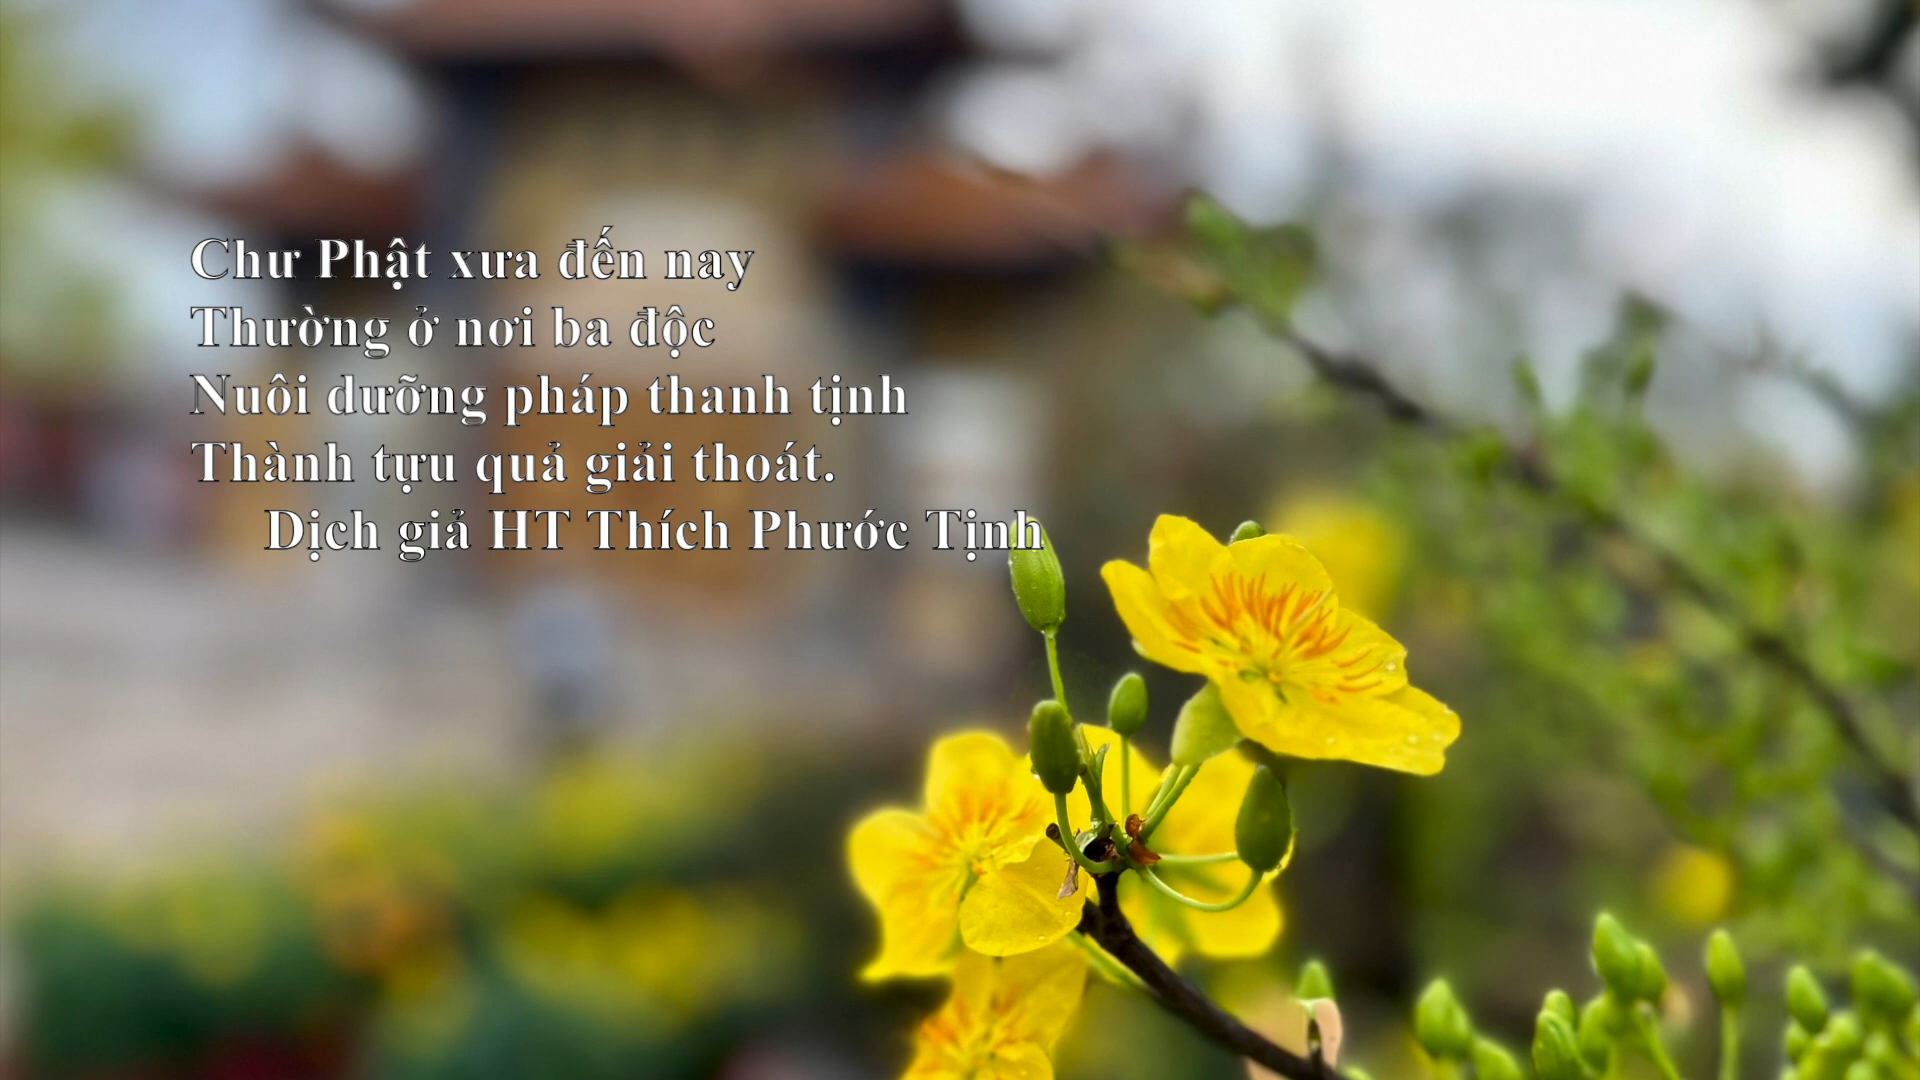 Chư Phật xưa đến nay
Thường ở nơi ba độc
Nuôi dưỡng pháp thanh tịnh
Thành tựu quả giải thoát.
Dịch giả HT Thích Phước Tịnh